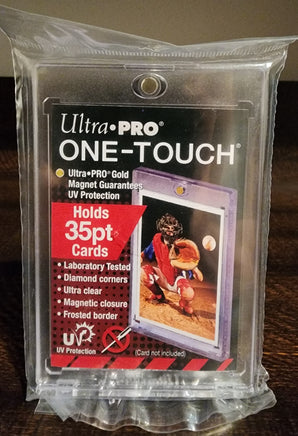 Ultra•PRO®
ONE-TOUCH®
Ultra•PRO® Gold
Magnet Guarantees
UV Protection
Holds
35pt.
Cards
• Laboratory Tested
• Diamond corners
• Ultra clear
• Magnetic closure
• Frosted border
UV
UV Protection
(Card not included)